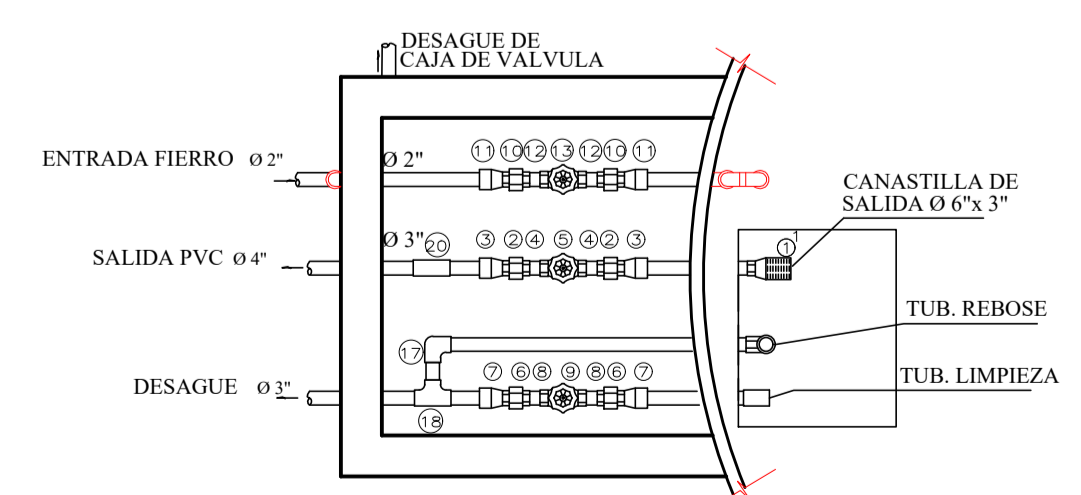 DESAGUE DE
CAJA DE VALVULA
ENTRADA FIERRO Ø 2"
Ø 2"
11 10 12 13 12 10 11
CANASTILLA DE
SALIDA Ø 6"x 3"
SALIDA PVC Ø 4"
Ø 3"
20
3 2 4 5 4 2 3
1 1
TUB. REBOSE
17
DESAGUE Ø 3"
7 6 8 9 8 6 7
TUB. LIMPIEZA
18